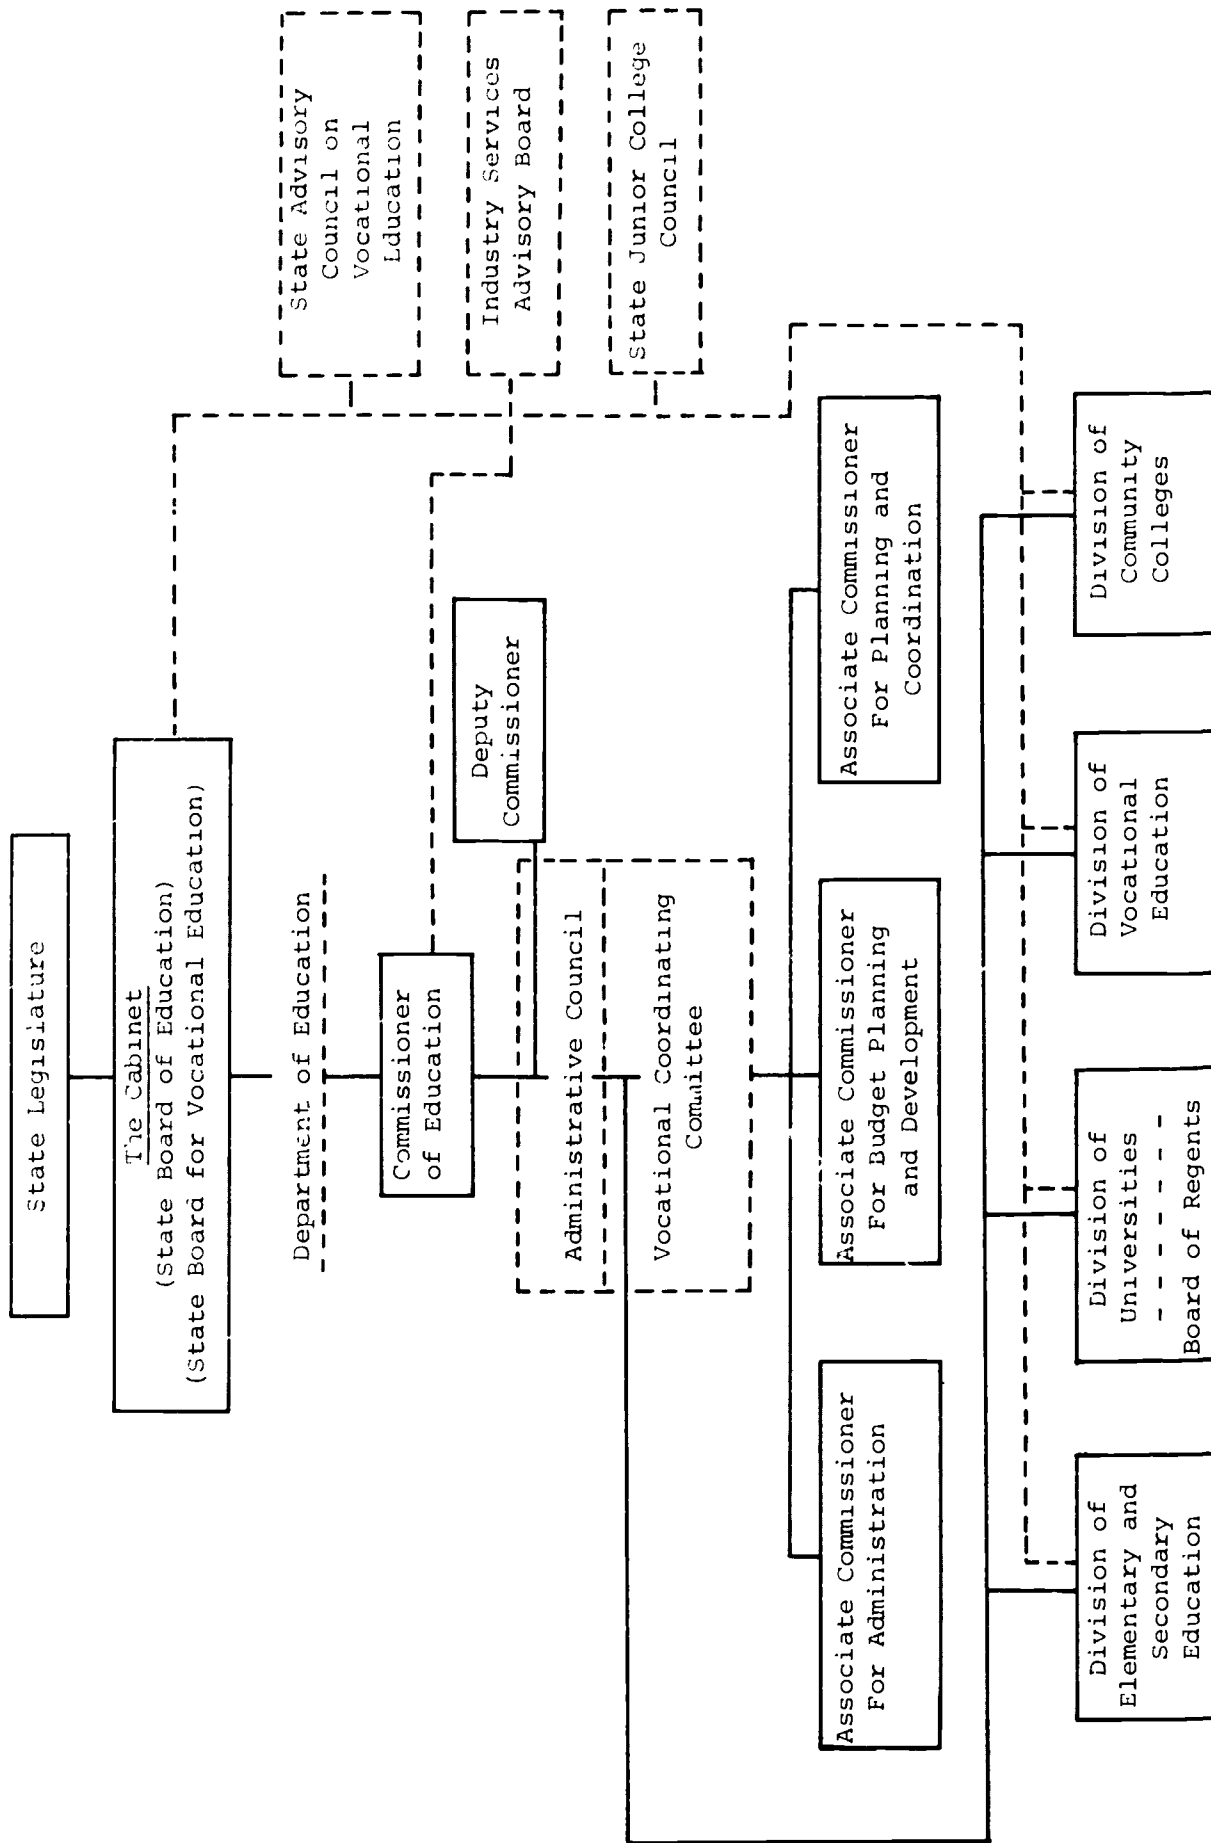 State Legislature
The Cabinet
(State Board of Education)
(State Board for Vocational Education)
Department of Education
Commissioner
of Education
Deputy
Commissioner
Administrative Council
Vocational Coordinating
Committee
State Advisory
Council on
Vocational
Education
Industry Services
Advisory Board
State Junior College
Council
Associate Commissioner
For Administration
Associate Commissioner
For Budget Planning
and Development
Associate Commissioner
For Planning and
Coordination
Division of
Elementary and
Secondary
Education
Division of
Universities
Board of Regents
Division of
Vocational
Education
Division of
Community
Colleges